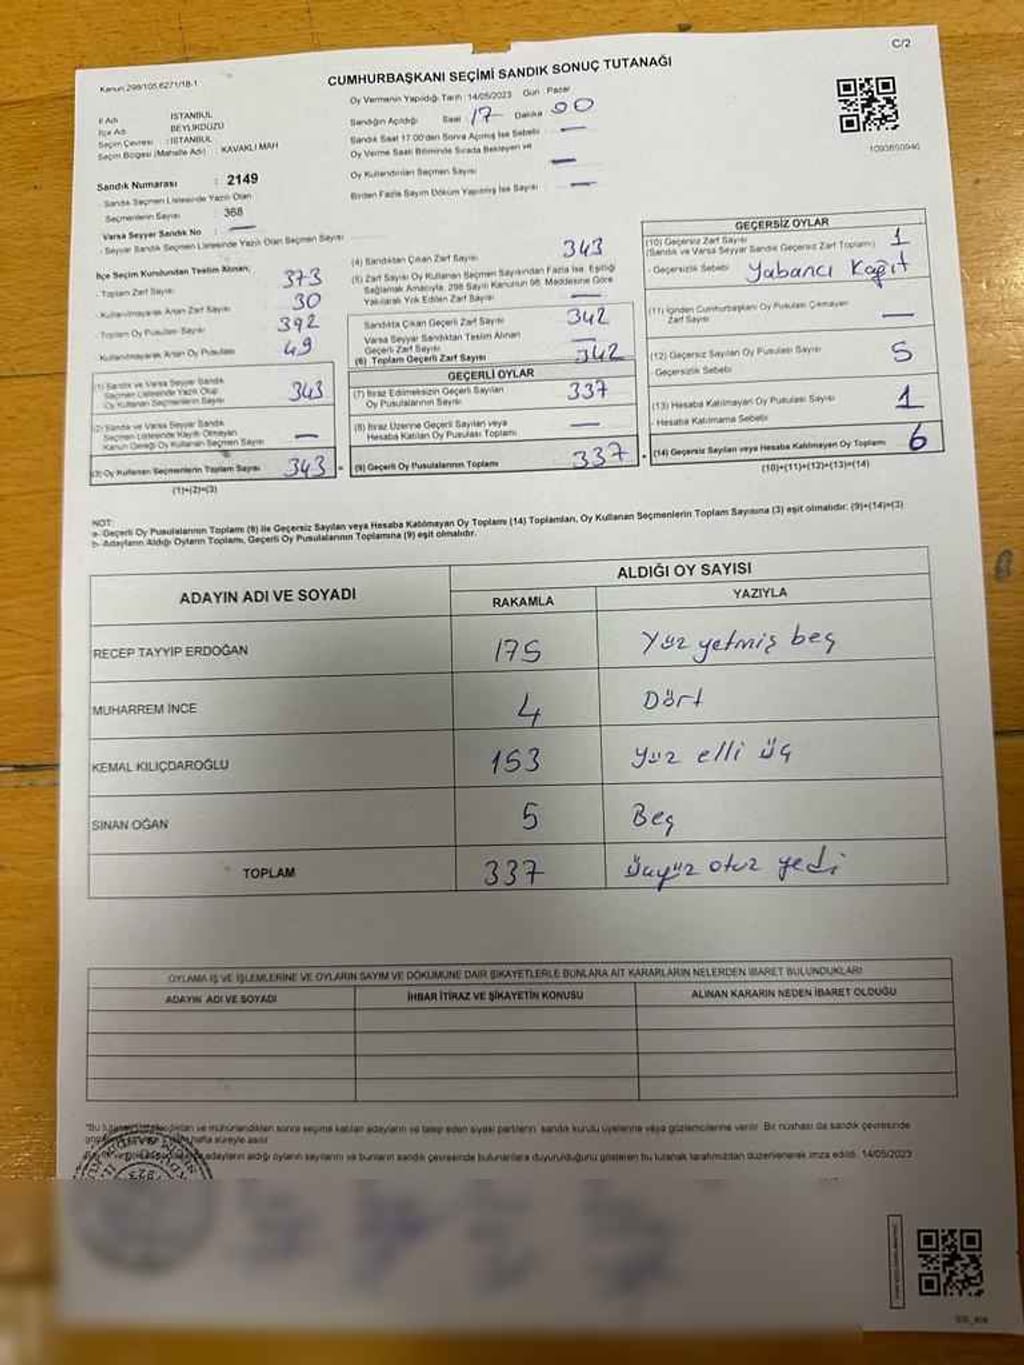 C/2
Kanun 298/105,6271/18-1
CUMHURBAŞKANI SEÇİMİ SANDIK SONUÇ TUTANAĞI
İl Adı : İSTANBUL
İlçe Adı : BEYLİKDÜZÜ
Seçim Çevresi : İSTANBUL
Seçim Bölgesi (Mahalle Adı) : KAVAKLI MAH
Sandık Numarası : 2149
Sandık Seçmen Listesinde Yazılı Olan
Seçmenlerin Sayısı : 368
Varsa Seyyar Sandık No : —
- Seyyar Sandık Seçmen Listesinde Yazılı Olan Seçmen Sayısı
Oy Vermenin Yapıldığı Tarih : 14/05/2023 Gün : Pazar
Sandığın Açıldığı Saat : 17 Dakika 00
Sandık Saat 17.00'den Sonra Açılmış İse Sebebi : —
Oy Verme Saati Bitiminde Sırada Bekleyen ve
Oy Kullandırılan Seçmen Sayısı —
Birden Fazla Sayım Döküm Yapılmış İse Sayısı : —
1093850940
İlçe Seçim Kurulundan Teslim Alınan,
- Toplam Zarf Sayısı 373
- Kullanılmayarak Artan Zarf Sayısı 30
- Toplam Oy Pusulası Sayısı 392
- Kullanılmayarak Artan Oy Pusulası 49
(1) Sandık ve Varsa Seyyar Sandık
Seçmen Listesinde Yazılı Olup
Oy Kullanan Seçmenlerin Sayısı 343
(2) Sandık ve Varsa Seyyar Sandık
Seçmen Listesinde Kayıtlı Olmayan
Kanun Gereği Oy Kullanan Seçmen Sayısı —
(3) Oy Kullanan Seçmenlerin Toplam Sayısı 343 =
(1)+(2)=(3)
(4) Sandıktan Çıkan Zarf Sayısı 343
(5) Zarf Sayısı Oy Kullanan Seçmen Sayısından Fazla İse, Eşitliği
Sağlamak Amacıyla, 298 Sayılı Kanunun 98. Maddesine Göre
Yakılarak Yok Edilen Zarf Sayısı —
Sandıkta Çıkan Geçerli Zarf Sayısı 342
Varsa Seyyar Sandıktan Teslim Alınan
Geçerli Zarf Sayısı —
(6) Toplam Geçerli Zarf Sayısı 342
GEÇERLİ OYLAR
(7) İtiraz Edilmeksizin Geçerli Sayılan
Oy Pusulalarının Sayısı 337
(8) İtiraz Üzerine Geçerli Sayılan veya
Hesaba Katılan Oy Pusulası Toplamı —
(9) Geçerli Oy Pusulalarının Toplamı 337 +
GEÇERSİZ OYLAR
(10) Geçersiz Zarf Sayısı 1
(Sandık ve Varsa Seyyar Sandık Geçersiz Zarf Toplamı)
- Geçersizlik Sebebi : Yabancı Kağıt
(11) İçinden Cumhurbaşkanı Oy Pusulası Çıkmayan
Zarf Sayısı —
(12) Geçersiz Sayılan Oy Pusulası Sayısı 5
- Geçersizlik Sebebi
(13) Hesaba Katılmayan Oy Pusulası Sayısı 1
- Hesaba Katılmama Sebebi
(14) Geçersiz Sayılan veya Hesaba Katılmayan Oy Toplamı 6
(10)+(11)+(12)+(13)=(14)
NOT:
a- Geçerli Oy Pusulalarının Toplamı (9) ile Geçersiz Sayılan veya Hesaba Katılmayan Oy Toplamı (14) Toplamları, Oy Kullanan Seçmenlerin Toplam Sayısına (3) eşit olmalıdır. (9)+(14)=(3)
b- Adayların Aldığı Oyların Toplamı, Geçerli Oy Pusulalarının Toplamına (9) eşit olmalıdır.
ADAYIN ADI VE SOYADI
ALDIĞI OY SAYISI
RAKAMLA YAZIYLA
RECEP TAYYİP ERDOĞAN 175 Yüz yetmiş beş
MUHARREM İNCE 4 Dört
KEMAL KILIÇDAROĞLU 153 Yüz elli üç
SİNAN OĞAN 5 Beş
TOPLAM 337 Üçyüz otuz yedi
OYLAMA İŞ VE İŞLEMLERİNE VE OYLARIN SAYIM VE DÖKÜMÜNE DAİR ŞİKAYETLERLE BUNLARA AİT KARARLARIN NELERDEN İBARET BULUNDUKLARI
ADAYIN ADI VE SOYADI İHBAR İTİRAZ VE ŞİKAYETİN KONUSU ALINAN KARARIN NEDEN İBARET OLDUĞU
"Bu ve mühürlendikten sonra seçime katılan adayların ve talep eden siyasi partilerin sandık kurulu üyelerine veya gözlemcilerine verilir. Bir nüshası da sandık çevresinde
hafta süreyle asılır
adayların aldığı oyların sayılarını ve bunların sandık çevresinde bulunanlara duyurulduğunu gösteren bu tutanak tarafımızdan düzenlenerek imza edildi. 14/05/2023